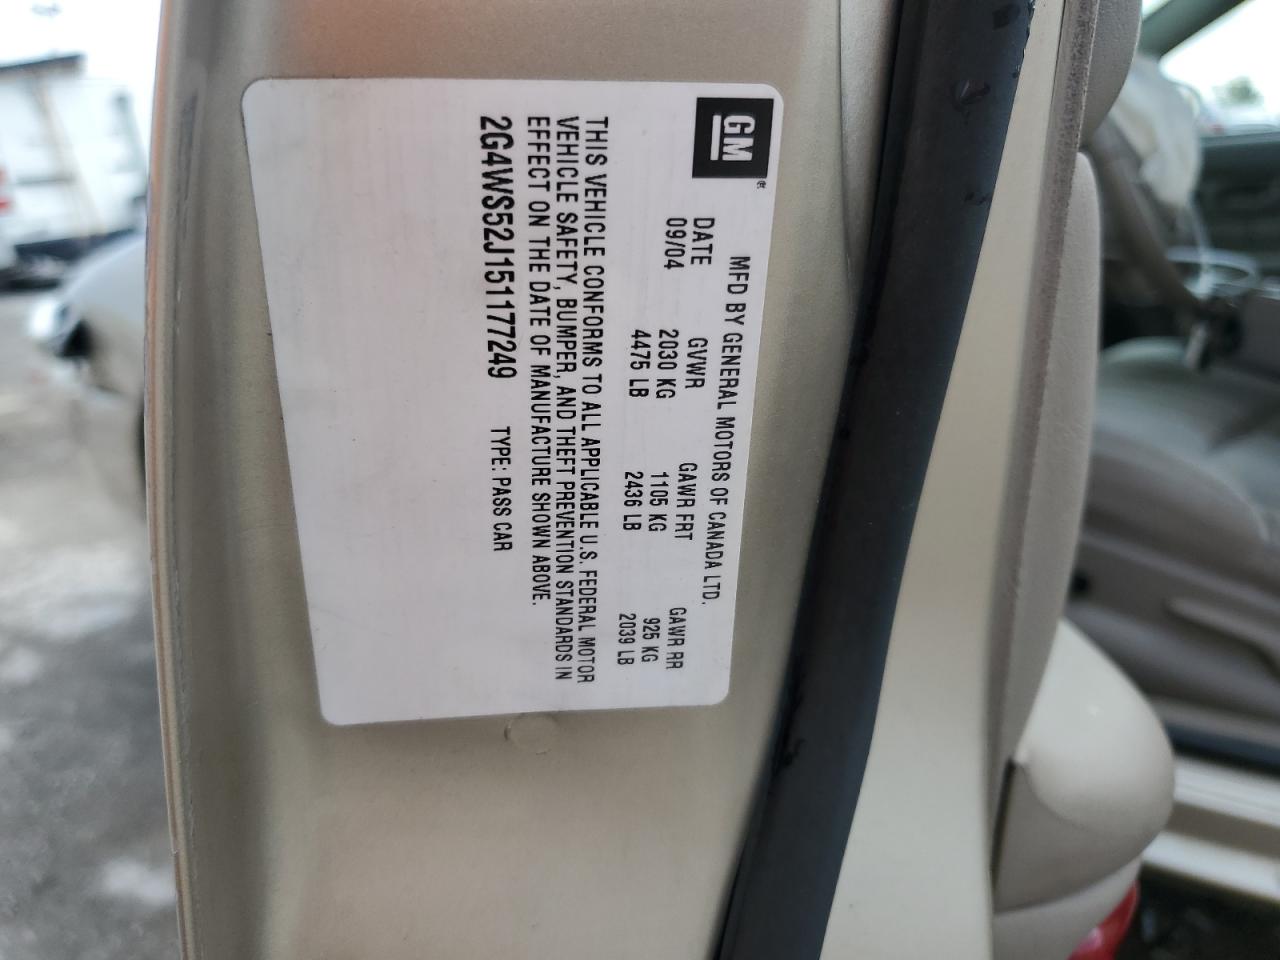 GM
®
MFD BY GENERAL MOTORS OF CANADA LTD.
DATE GVWR GAWR FRT GAWR RR
09/04 2030 KG 1105 KG 925 KG
4475 LB 2436 LB 2039 LB
THIS VEHICLE CONFORMS TO ALL APPLICABLE U.S. FEDERAL MOTOR
VEHICLE SAFETY, BUMPER, AND THEFT PREVENTION STANDARDS IN
EFFECT ON THE DATE OF MANUFACTURE SHOWN ABOVE.
2G4WS52J151177249 TYPE: PASS CAR